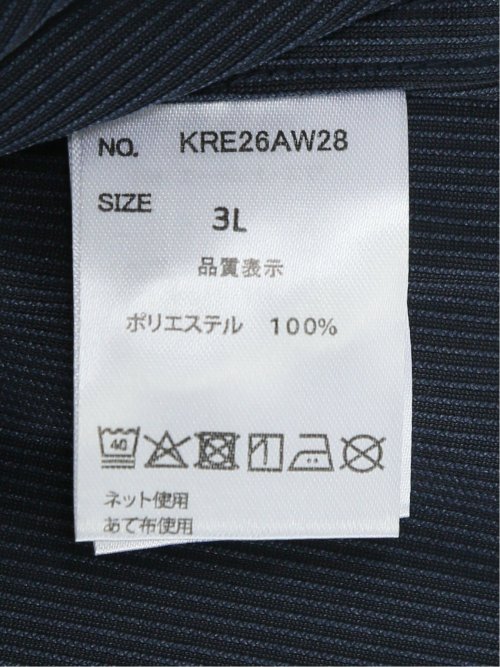 NO. KRE26AW28
SIZE 3L
品質表示
ポリエステル 100%
40
ネット使用
あて布使用